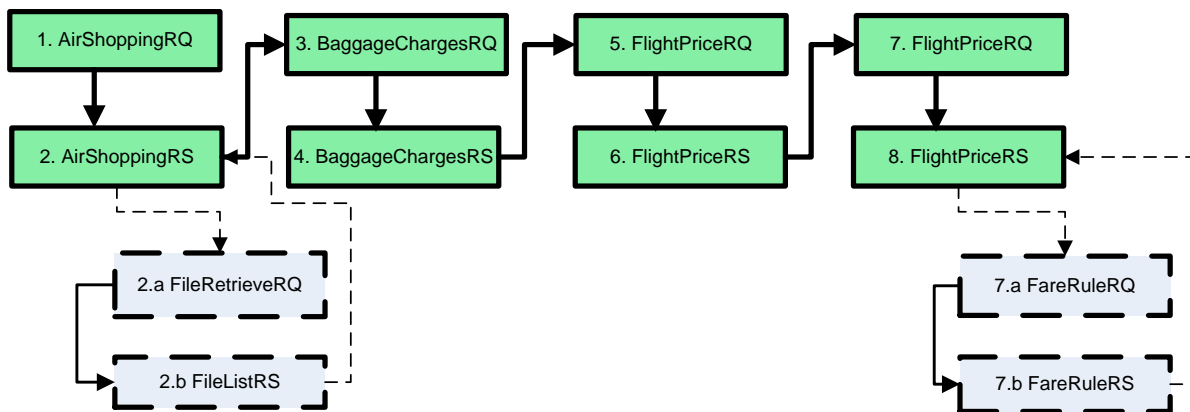 1. AirShoppingRQ
3. BaggageChargesRQ
5. FlightPriceRQ
7. FlightPriceRQ
2. AirShoppingRS
4. BaggageChargesRS
6. FlightPriceRS
8. FlightPriceRS
2.a FileRetrieveRQ
7.a FareRuleRQ
2.b FileListRS
7.b FareRuleRS